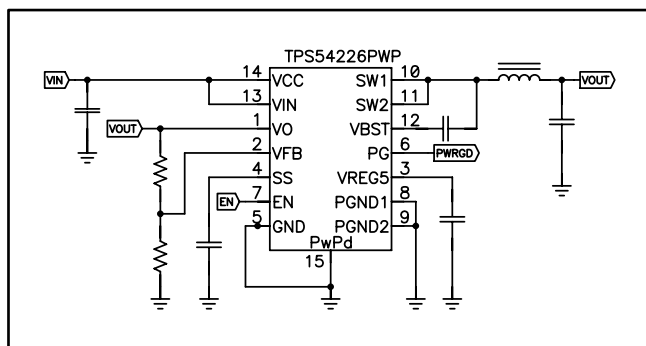 TPS54226PWP
VIN 14 VCC SW1 10 VOUT
13 VIN SW2 11
VOUT 1 VO VBST 12
2 VFB PG 6 PWRGD
4 SS VREG5 3
EN 7 EN PGND1 8
5 GND PGND2 9
PwPd
15